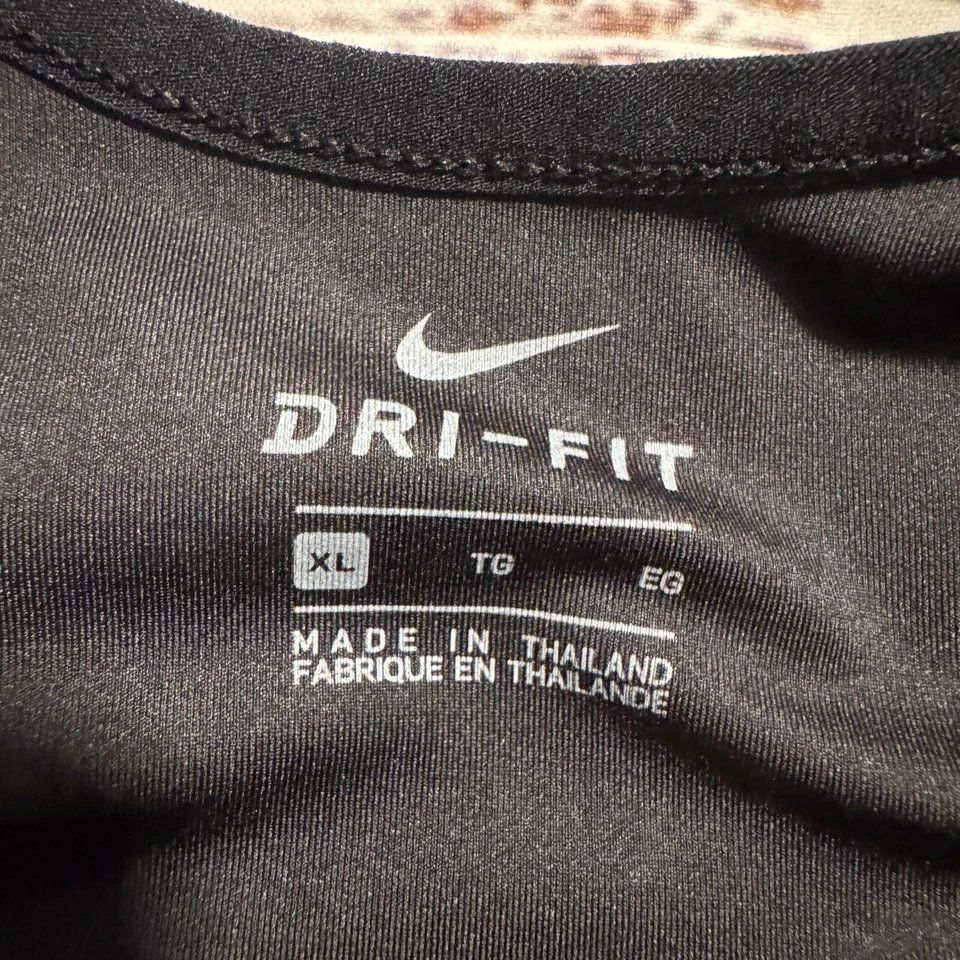 DRI-FIT
XL TG EG
MADE IN THAILAND
FABRIQUE EN THAILANDE